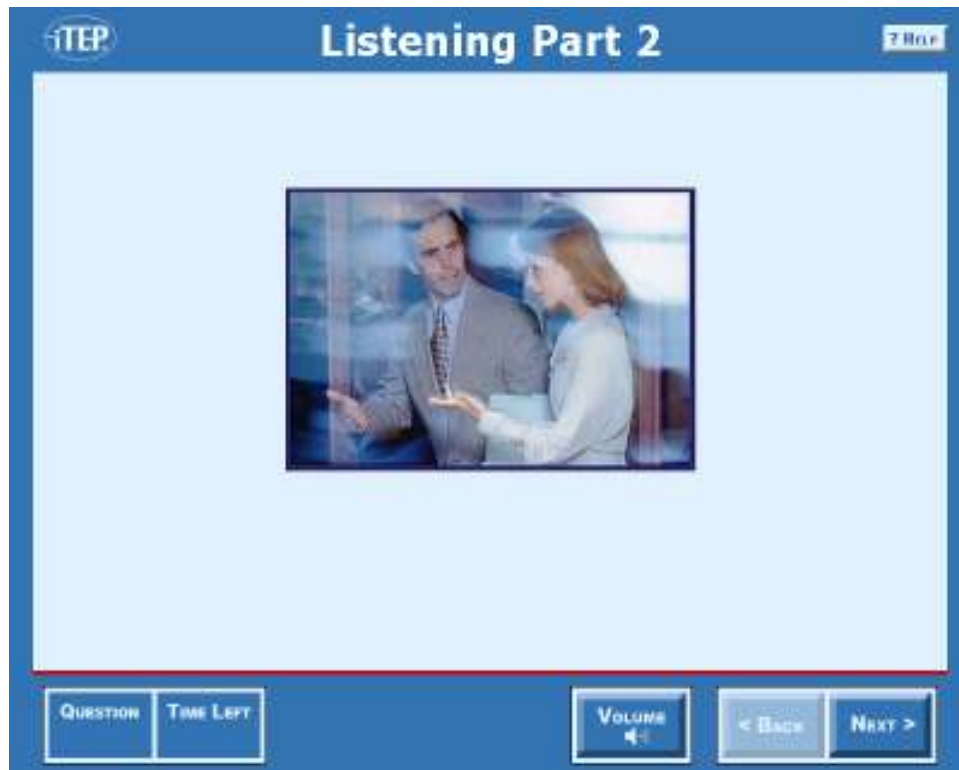 iTEP
Listening Part 2
? HELP
QUESTION
TIME LEFT
VOLUME
< BACK
NEXT >